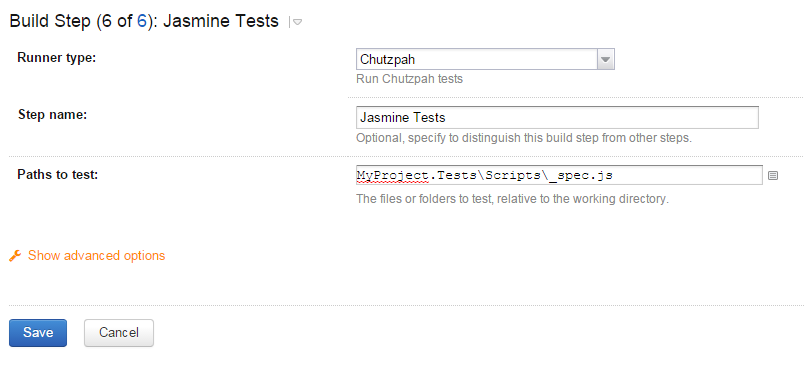 Build Step (6 of 6): Jasmine Tests
Runner type:
Chutzpah
Run Chutzpah tests
Step name:
Jasmine Tests
Optional, specify to distinguish this build step from other steps.
Paths to test:
MyProject.Tests\Scripts\_spec.js
The files or folders to test, relative to the working directory.
Show advanced options
Save
Cancel